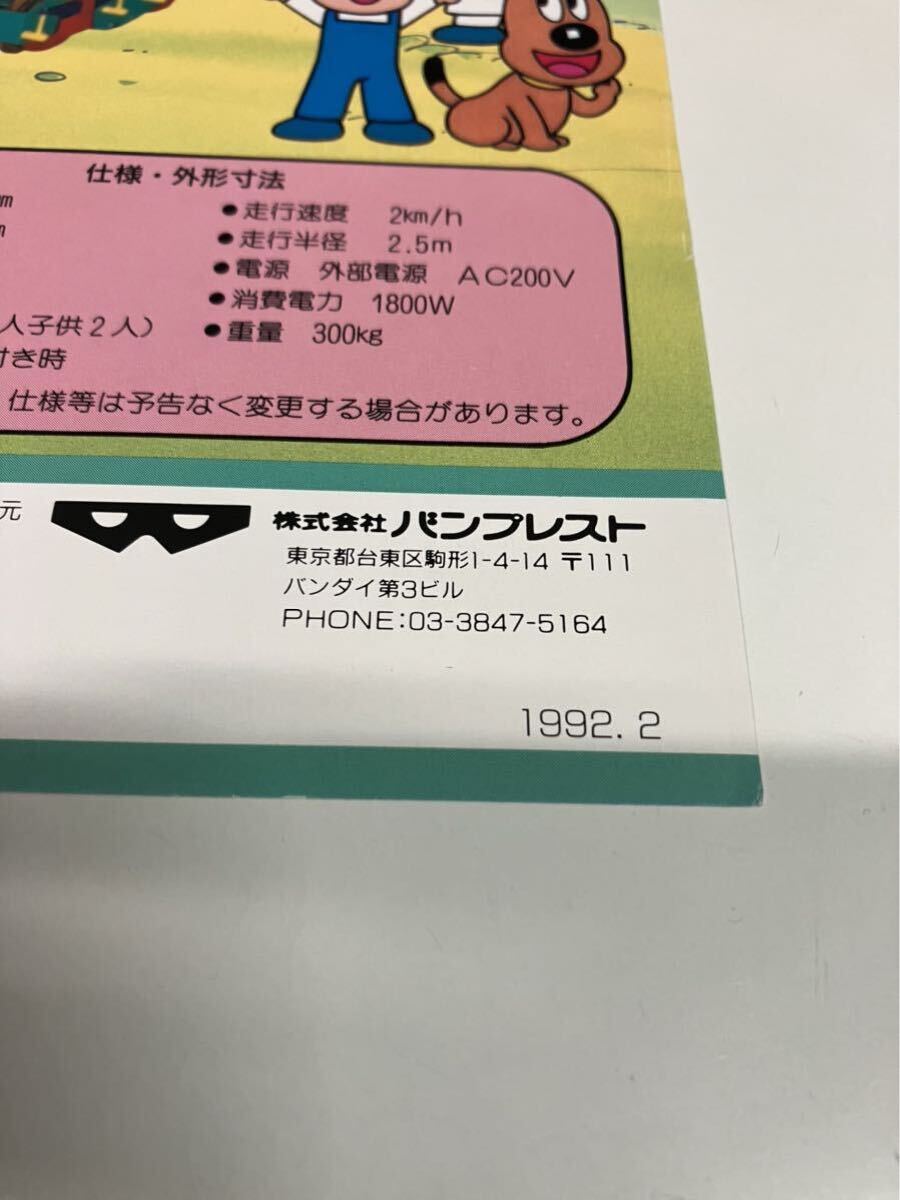 仕様・外形寸法
●走行速度 2km/h
●走行半径 2.5m
●電源 外部電源 AC200V
●消費電力 1800W
人子供2人) ●重量 300kg
付き時
仕様等は予告なく変更する場合があります。
元
株式会社 バンプレスト
東京都台東区駒形1-4-14 〒111
バンダイ第3ビル
PHONE:03-3847-5164
1992.2